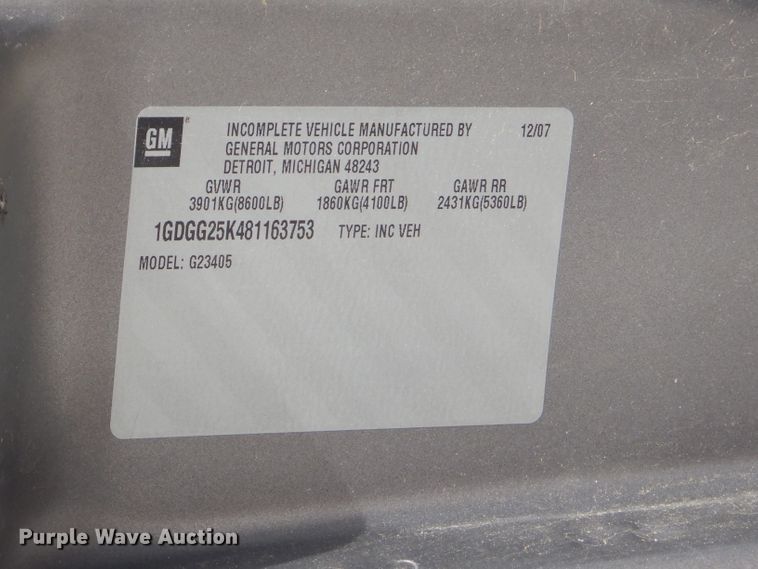 GM
INCOMPLETE VEHICLE MANUFACTURED BY 12/07
GENERAL MOTORS CORPORATION
DETROIT, MICHIGAN 48243
GVWR GAWR FRT GAWR RR
3901KG(8600LB) 1860KG(4100LB) 2431KG(5360LB)
1GDGG25K481163753 TYPE: INC VEH
MODEL: G23405
Purple Wave Auction®